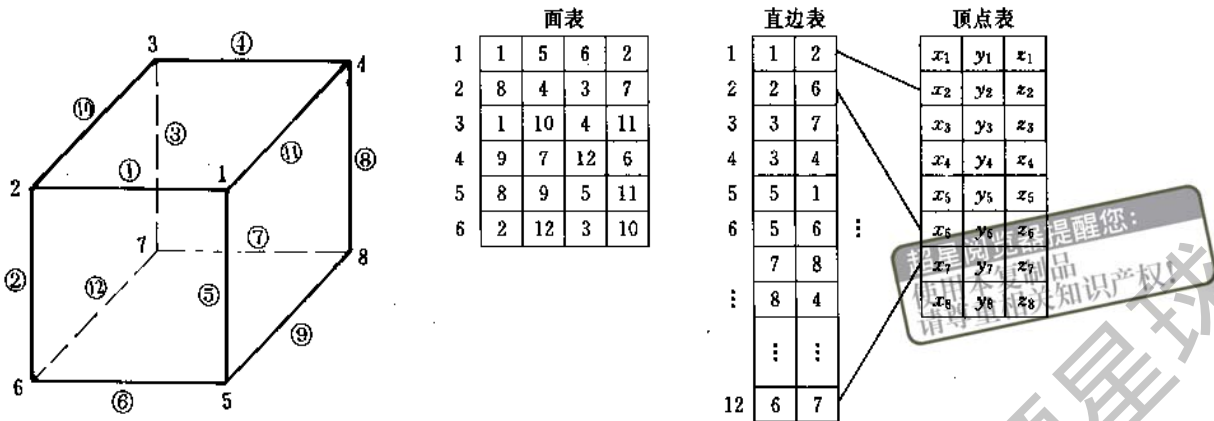 面表 直边表 顶点表
3 ④ 4
⑩ ③ ⑪ ⑧
2 ① 1
7 ⑦ 8
② ⑫ ⑤ ⑨
6 ⑥ 5
1 1 5 6 2
2 8 4 3 7
3 1 10 4 11
4 9 7 12 6
5 8 9 5 11
6 2 12 3 10
1 1 2
2 2 6
3 3 7
4 3 4
5 5 1
6 5 6 ⋮
7 8
⋮ 8 4
⋮ ⋮
12 6 7
x₁ y₁ z₁
x₂ y₂ z₂
x₃ y₃ z₃
x₄ y₄ z₄
x₅ y₅ z₅
x₆ y₆ z₆
x₇ y₇ z₇
x₈ y₈ z₈
超星阅览器提醒您：
使用本复制品
请尊重相关知识产权！
星球